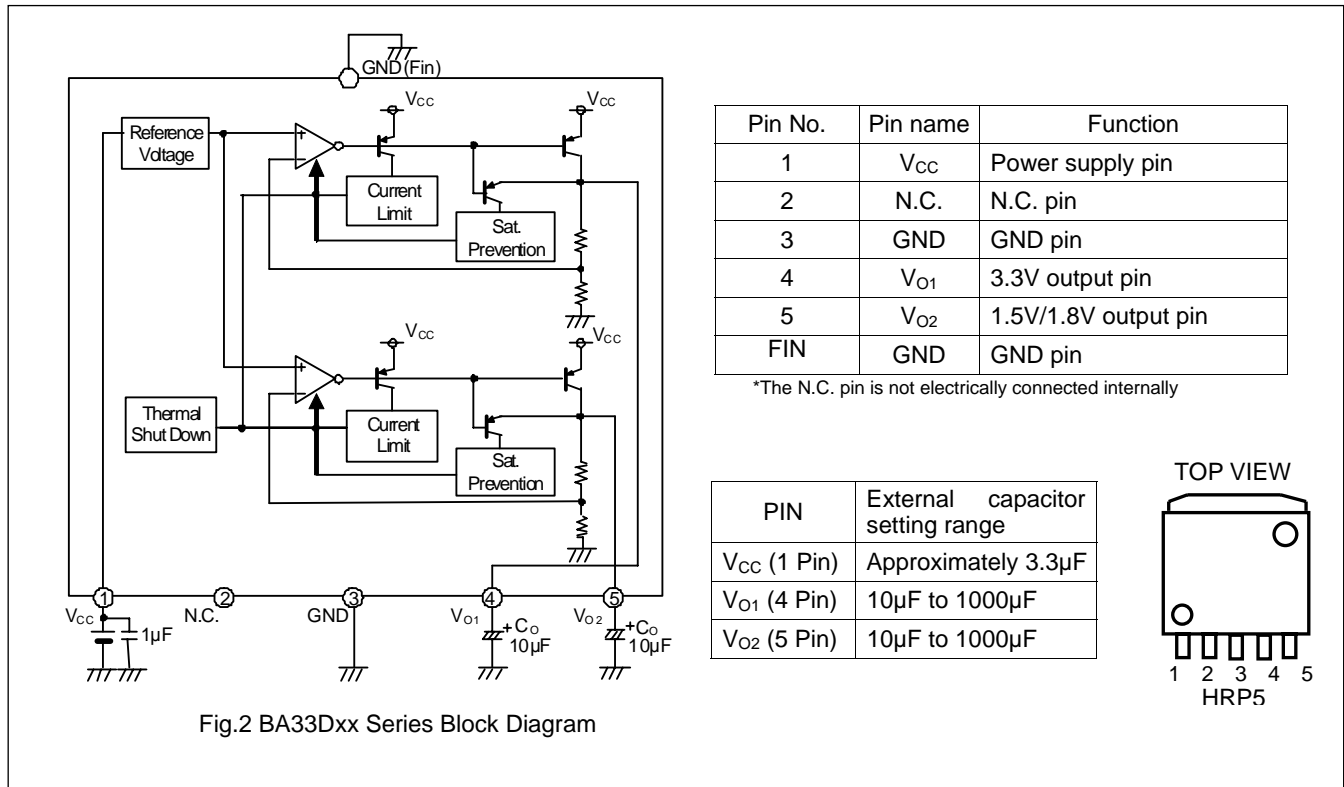 GND(Fin)
VCC
VCC
Reference
Voltage
+
−
Current
Limit
Sat.
Prevention
VCC
VCC
+
−
Thermal
Shut Down
Current
Limit
Sat.
Prevention
1
2
3
4
5
VCC
N.C.
GND
VO1
VO2
1µF
+CO
10µF
+CO
10µF
Fig.2 BA33Dxx Series Block Diagram
Pin No. Pin name Function
1 VCC Power supply pin
2 N.C. N.C. pin
3 GND GND pin
4 VO1 3.3V output pin
5 VO2 1.5V/1.8V output pin
FIN GND GND pin
*The N.C. pin is not electrically connected internally
PIN External capacitor
setting range
VCC (1 Pin) Approximately 3.3µF
VO1 (4 Pin) 10µF to 1000µF
VO2 (5 Pin) 10µF to 1000µF
TOP VIEW
1 2 3 4 5
HRP5